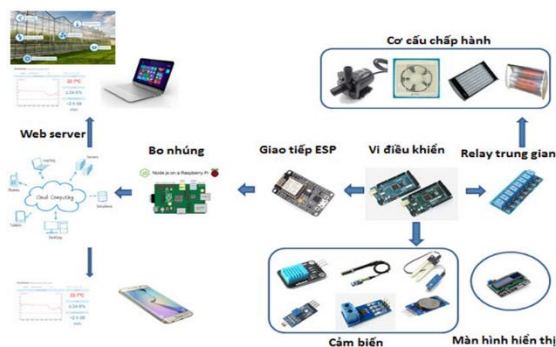 Cơ cấu chấp hành
Web server
Bo nhúng
Giao tiếp ESP
Vi điều khiển
Relay trung gian
Node js on a Raspberry Pi
Cloud Computing
Cảm biến
Màn hình hiển thị